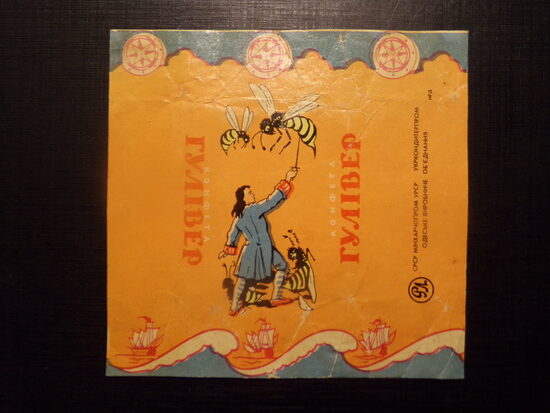 КОНФЕТА
ГУЛІВЕР
КОНФЕТА
ГУЛІВЕР
СРСР МІНХАРЧОПРОМ УРСР УКРКОНДИТЕРПРОМ
ОДЕСЬКЕ ВИРОБНИЧЕ ОБ'ЄДНАННЯ